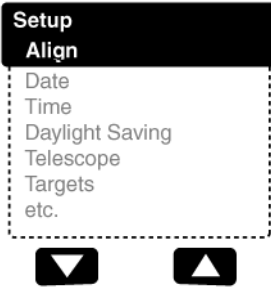 Setup
Align
Date
Time
Daylight Saving
Telescope
Targets
etc.